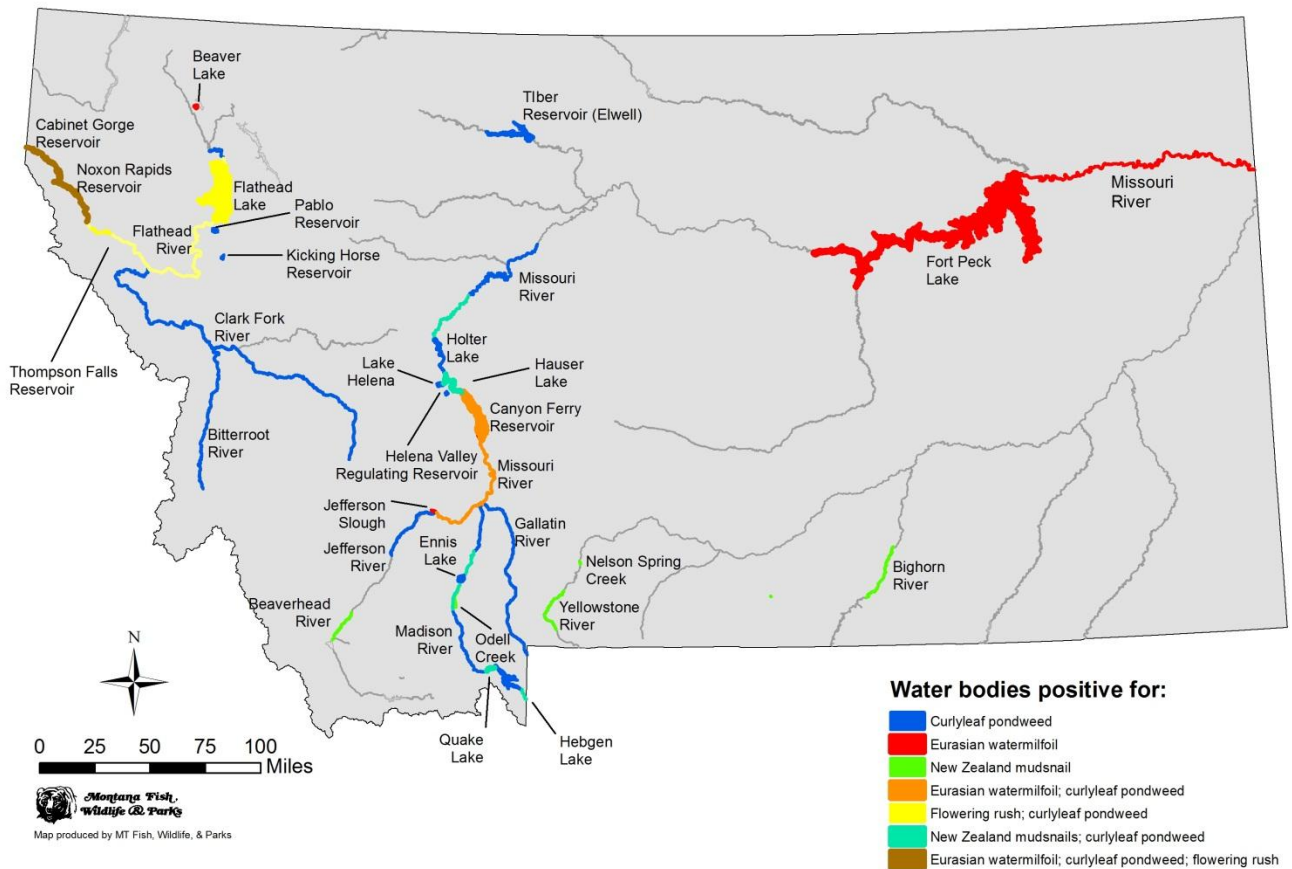 Beaver
Lake
TIber
Reservoir (Elwell)
Cabinet Gorge
Reservoir
Noxon Rapids
Reservoir
Flathead
Lake
Missouri
River
Pablo
Reservoir
Flathead
River
Kicking Horse
Reservoir
Fort Peck
Lake
Missouri
River
Clark Fork
River
Holter
Lake
Thompson Falls
Reservoir
Lake
Helena
Hauser
Lake
Canyon Ferry
Reservoir
Bitterroot
River
Helena Valley
Regulating Reservoir
Missouri
River
Jefferson
Slough
Gallatin
River
Jefferson
River
Ennis
Lake
Nelson Spring
Creek
Bighorn
River
Beaverhead
River
Yellowstone
River
Madison
River
Odell
Creek
N
Quake
Lake
Hebgen
Lake
0 25 50 75 100
Miles
Montana Fish,
Wildlife & Parks
Map produced by MT Fish, Wildlife, & Parks
Water bodies positive for:
Curlyleaf pondweed
Eurasian watermilfoil
New Zealand mudsnail
Eurasian watermilfoil; curlyleaf pondweed
Flowering rush; curlyleaf pondweed
New Zealand mudsnails; curlyleaf pondweed
Eurasian watermilfoil; curlyleaf pondweed; flowering rush